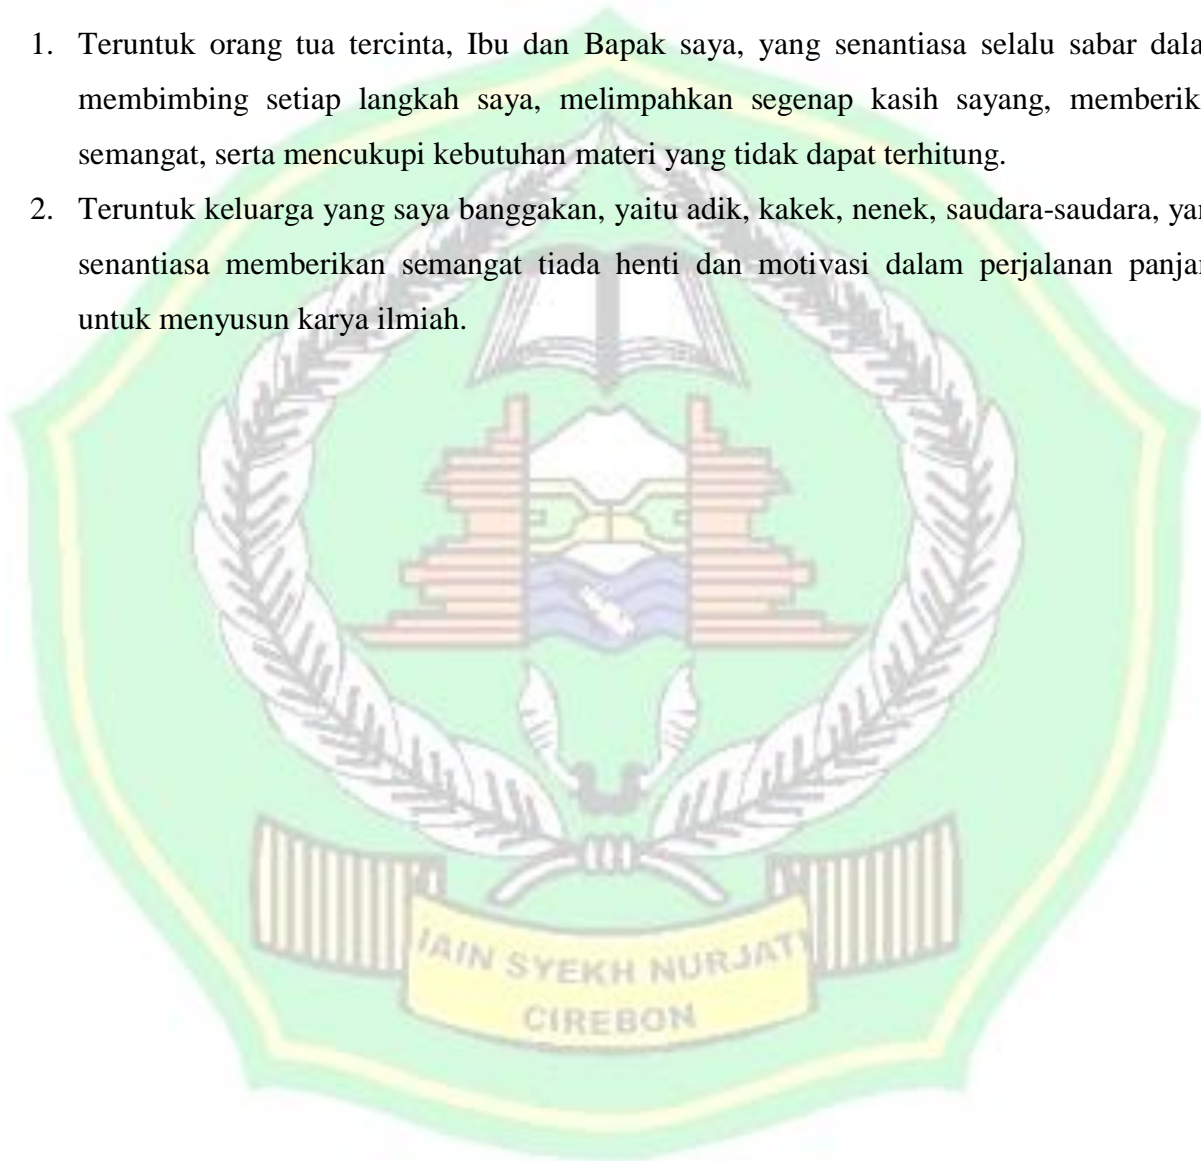 1. Teruntuk orang tua tercinta, Ibu dan Bapak saya, yang senantiasa selalu sabar dala
membimbing setiap langkah saya, melimpahkan segenap kasih sayang, memberik
semangat, serta mencukupi kebutuhan materi yang tidak dapat terhitung.
2. Teruntuk keluarga yang saya banggakan, yaitu adik, kakek, nenek, saudara-saudara, yan
senantiasa memberikan semangat tiada henti dan motivasi dalam perjalanan panjan
untuk menyusun karya ilmiah.
IAIN SYEKH NURJATI
CIREBON